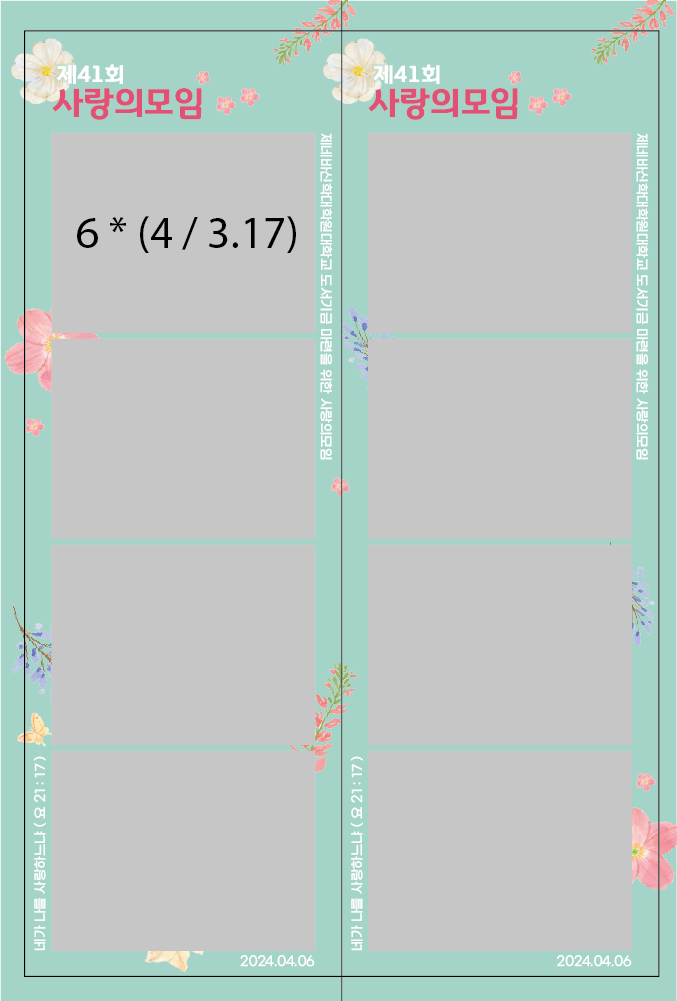 제41회
사랑의모임
6 * (4 / 3.17)
제네바신학대학원대학교 도서기금 마련을 위한 사랑의모임
네가 나를 사랑하느냐 ( 요 21 : 17 )
2024.04.06
제41회
사랑의모임
제네바신학대학원대학교 도서기금 마련을 위한 사랑의모임
네가 나를 사랑하느냐 ( 요 21 : 17 )
2024.04.06